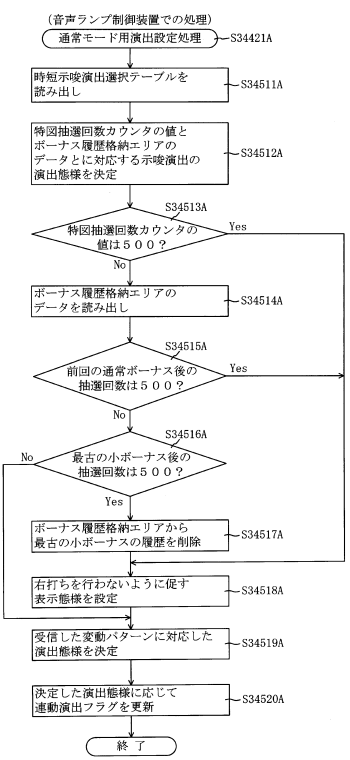 (音声ランプ制御装置での処理)
通常モード用演出設定処理
S34421A
時短示唆演出選択テーブルを
読み出し
S34511A
特図抽選回数カウンタの値と
ボーナス履歴格納エリアの
データとに対応する示唆演出の
演出態様を決定
S34512A
S34513A
特図抽選回数カウンタの
値は500?
Yes
No
ボーナス履歴格納エリアの
データを読み出し
S34514A
S34515A
前回の通常ボーナス後の
抽選回数は500?
Yes
No
S34516A
最古の小ボーナス後の
抽選回数は500?
No
Yes
ボーナス履歴格納エリアから
最古の小ボーナスの履歴を削除
S34517A
右打ちを行わないように促す
表示態様を設定
S34518A
受信した変動パターンに対応した
演出態様を決定
S34519A
決定した演出態様に応じて
連動演出フラグを更新
S34520A
終了